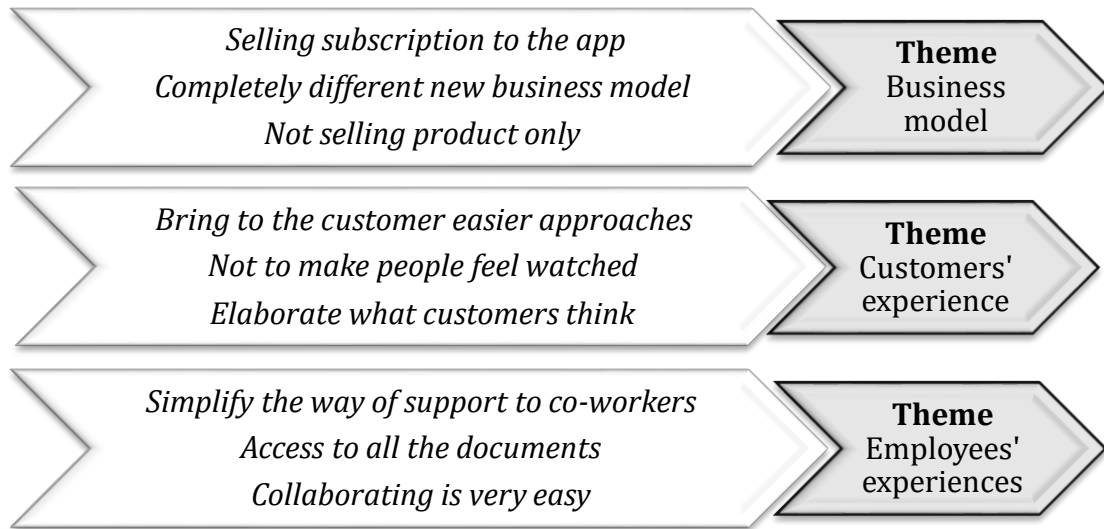 Selling subscription to the app
Completely different new business model
Not selling product only
Theme
Business
model
Bring to the customer easier approaches
Not to make people feel watched
Elaborate what customers think
Theme
Customers'
experience
Simplify the way of support to co-workers
Access to all the documents
Collaborating is very easy
Theme
Employees'
experiences